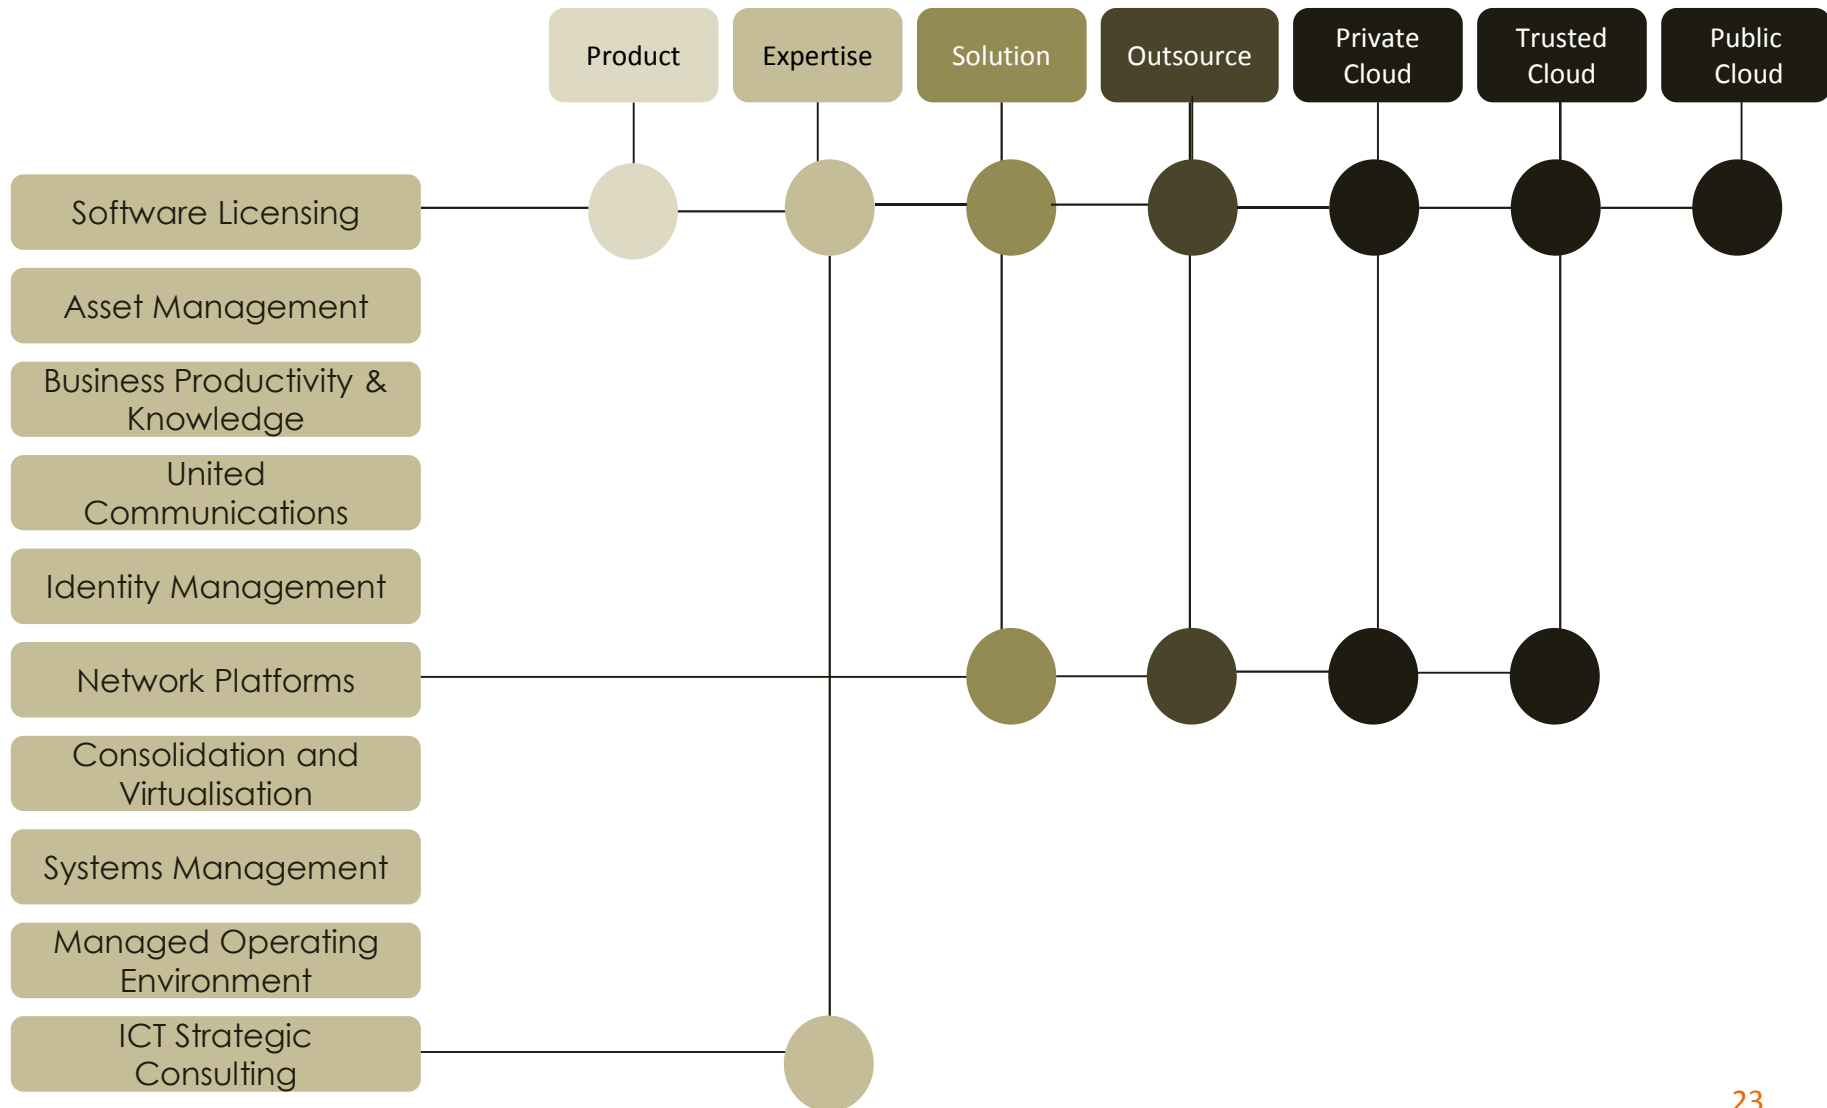 Product
Expertise
Solution
Outsource
Private
Cloud
Trusted
Cloud
Public
Cloud
Software Licensing
Asset Management
Business Productivity &
Knowledge
United
Communications
Identity Management
Network Platforms
Consolidation and
Virtualisation
Systems Management
Managed Operating
Environment
ICT Strategic
Consulting
23